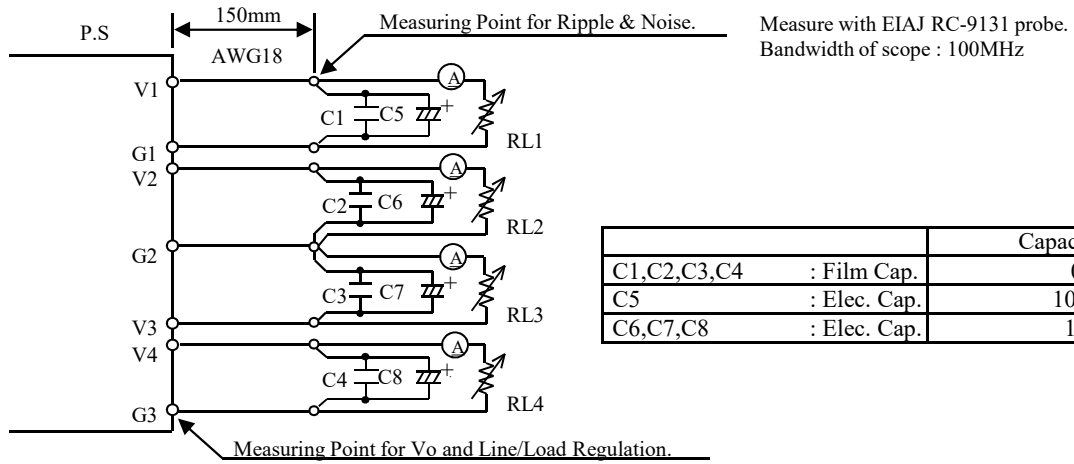 150mm
Measuring Point for Ripple & Noise.
Measure with EIAJ RC-9131 probe.
P.S
Bandwidth of scope : 100MHz
AWG18
V1
A
C1 C5 +
RL1
G1
V2
A
C2 C6 +
RL2
G2
A
C3 C7 +
RL3
V3
V4
A
C4 C8 +
RL4
G3
Measuring Point for Vo and Line/Load Regulation.
C1,C2,C3,C4 : Film Cap.
C5 : Elec. Cap. 10
C6,C7,C8 : Elec. Cap. 1